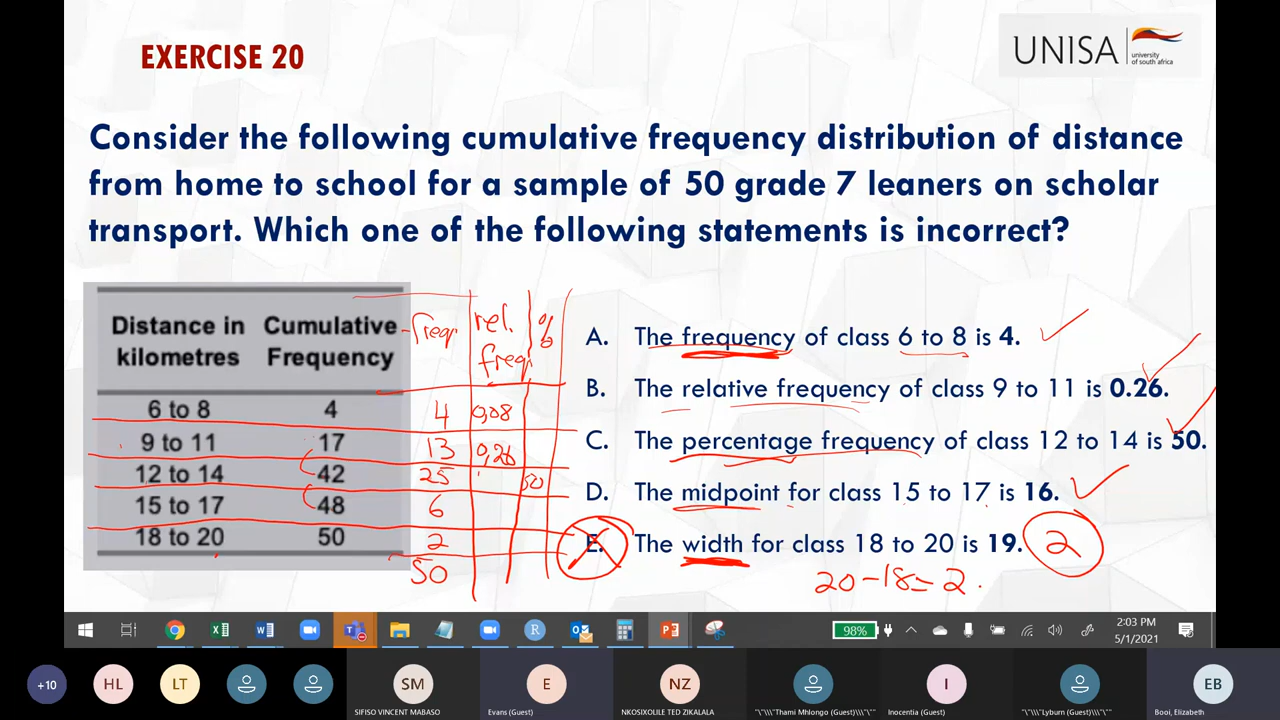 EXERCISE 20
UNISA
university
of south africa
Consider the following cumulative frequency distribution of distance
from home to school for a sample of 50 grade 7 leaners on scholar
transport. Which one of the following statements is incorrect?
Distance in kilometres Cumulative Frequency freq rel. freq %
6 to 8 4 4 0,08
9 to 11 17 13 0,26
12 to 14 42 25 50
15 to 17 48 6
18 to 20 50 2
50
A. The frequency of class 6 to 8 is 4.
B. The relative frequency of class 9 to 11 is 0.26.
C. The percentage frequency of class 12 to 14 is 50.
D. The midpoint for class 15 to 17 is 16.
E. The width for class 18 to 20 is 19. 2
20-18=2.
98%
2:03 PM
5/1/2021
+10
HL
LT
SM
SIFISO VINCENT MABASO
E
Evans (Guest)
NZ
NKOSIXOLILE TED ZIKALALA
"\"\\\"Thami Mhlongo (Guest)\"\\\""
I
Inocentia (Guest)
"\"\\\"Lyburn (Guest)\"\\\""
EB
Booi, Elizabeth